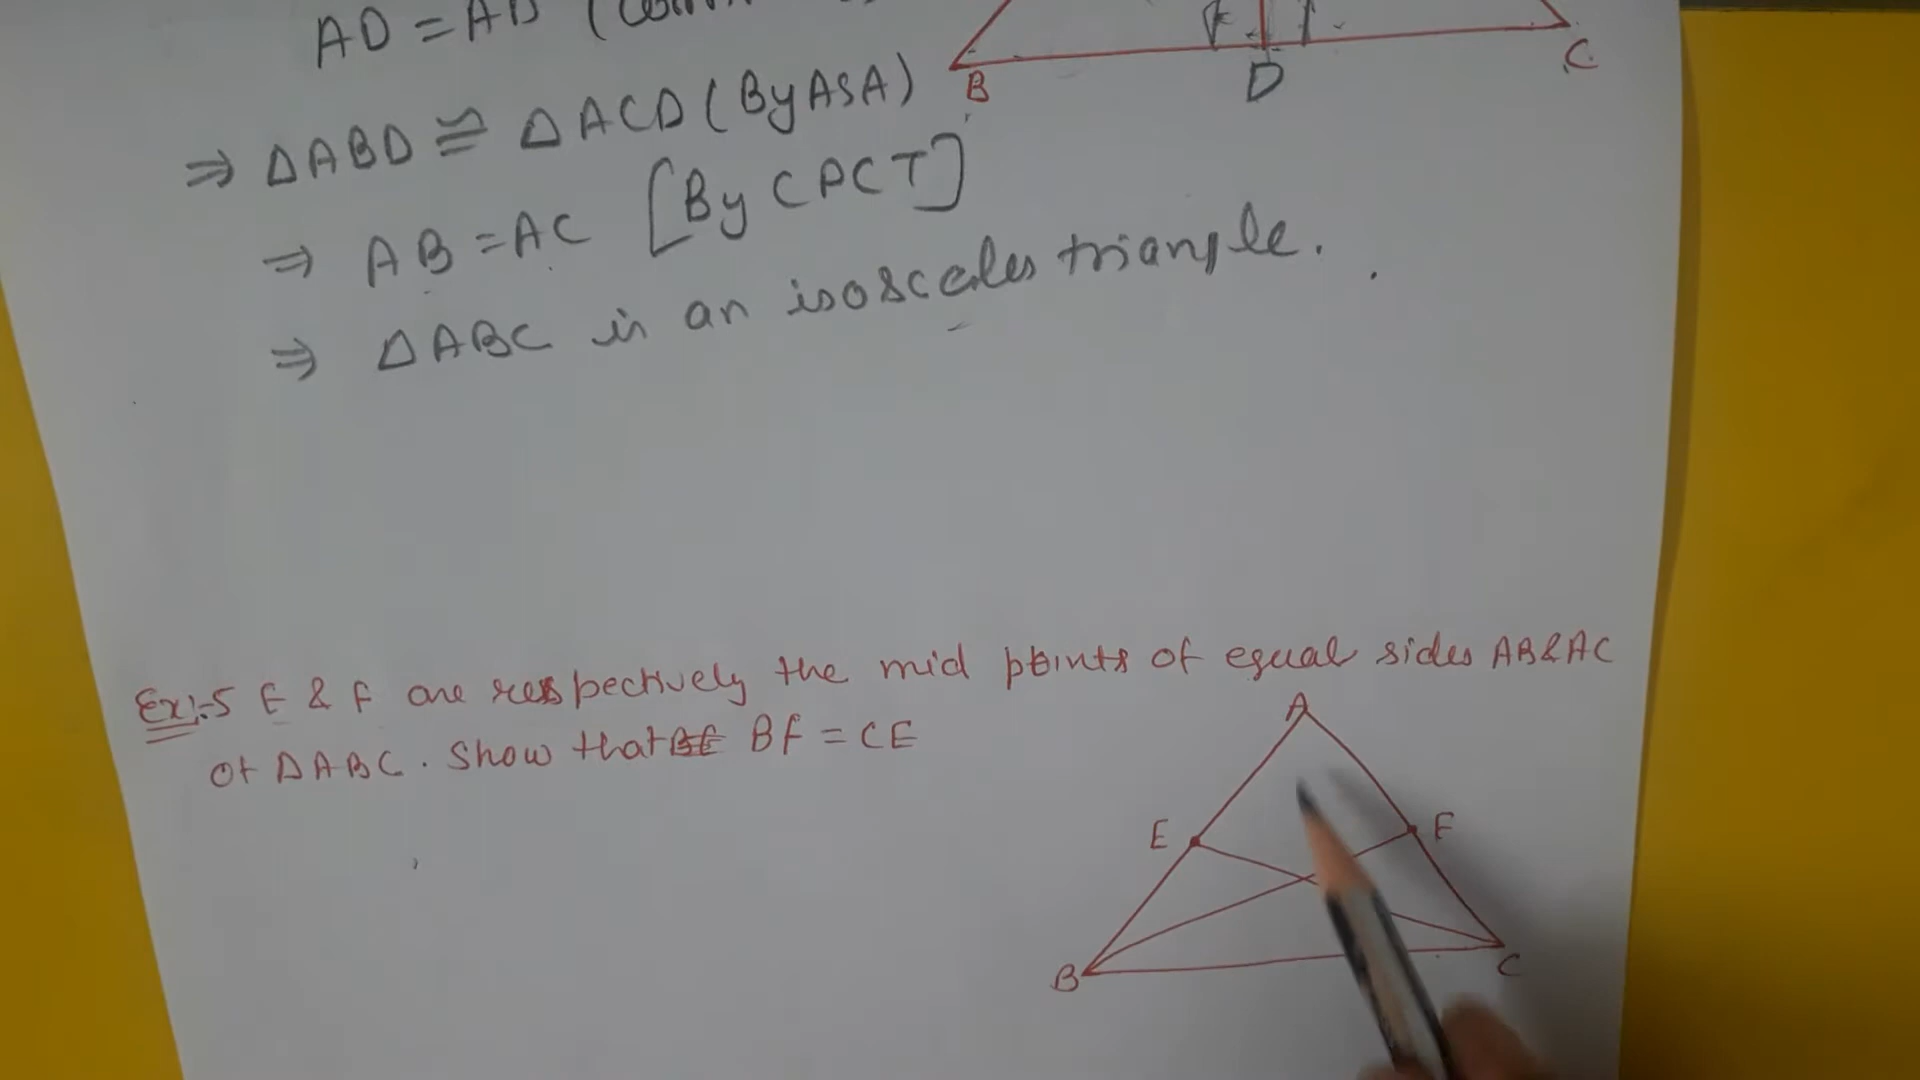 AD = AD (
⇒ ΔABD ≅ ΔACD (By ASA)
⇒ AB = AC [By CPCT]
⇒ ΔABC is an isoscales triangle.
B D C
Ex:-5 E & F are respectively the mid points of equal sides AB & AC
of ΔABC. Show that BF = CE
A
E F
B C